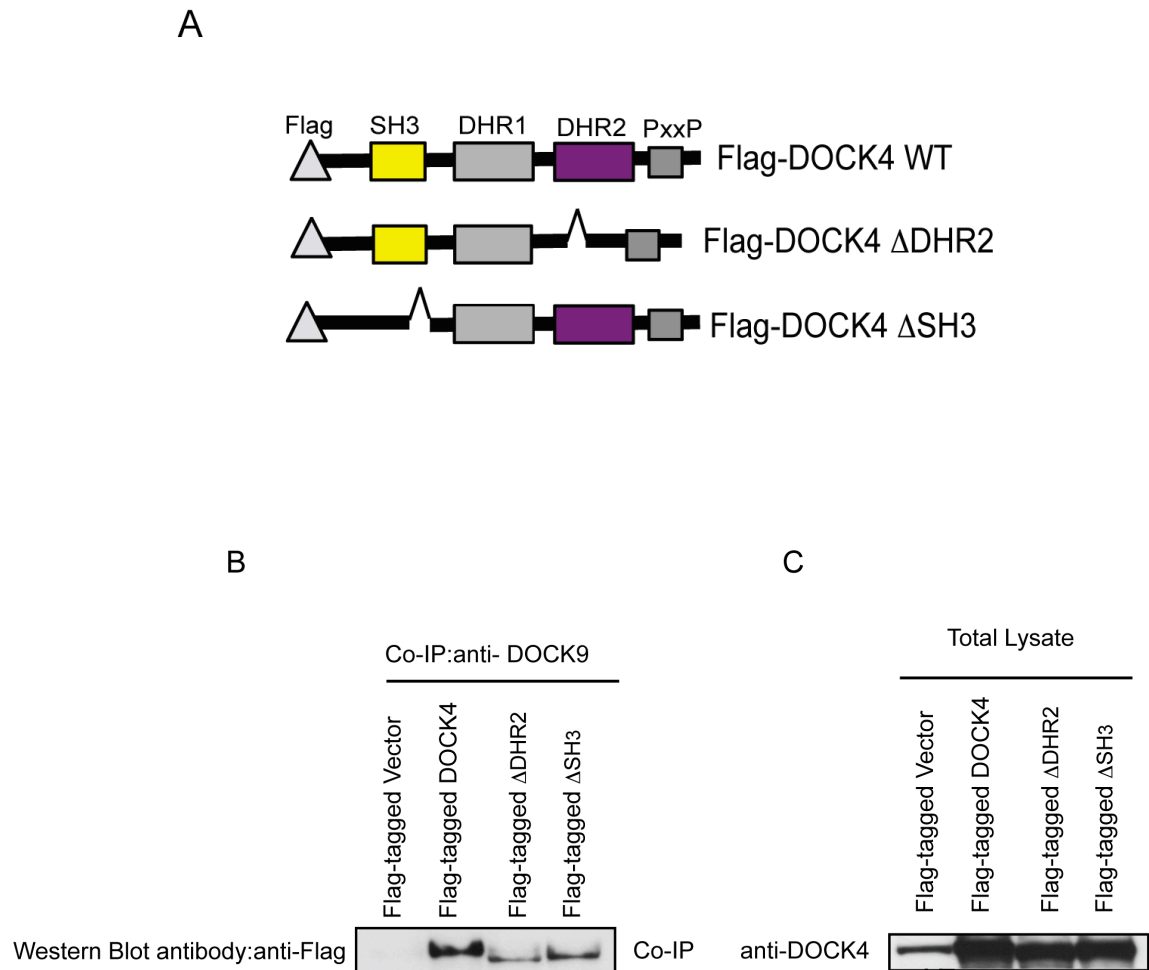 A
Flag SH3 DHR1 DHR2 PxxP
Flag-DOCK4 WT
Flag-DOCK4 ΔDHR2
Flag-DOCK4 ΔSH3
B
Co-IP:anti- DOCK9
Flag-tagged Vector
Flag-tagged DOCK4
Flag-tagged ΔDHR2
Flag-tagged ΔSH3
Western Blot antibody:anti-Flag
Co-IP
C
Total Lysate
Flag-tagged Vector
Flag-tagged DOCK4
Flag-tagged ΔDHR2
Flag-tagged ΔSH3
anti-DOCK4